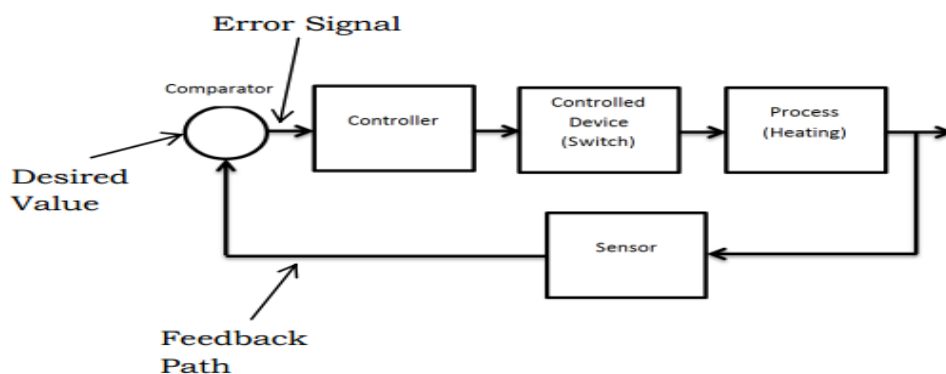 Error Signal
Comparator
Controller
Controlled
Device
(Switch)
Process
(Heating)
Desired
Value
Sensor
Feedback
Path